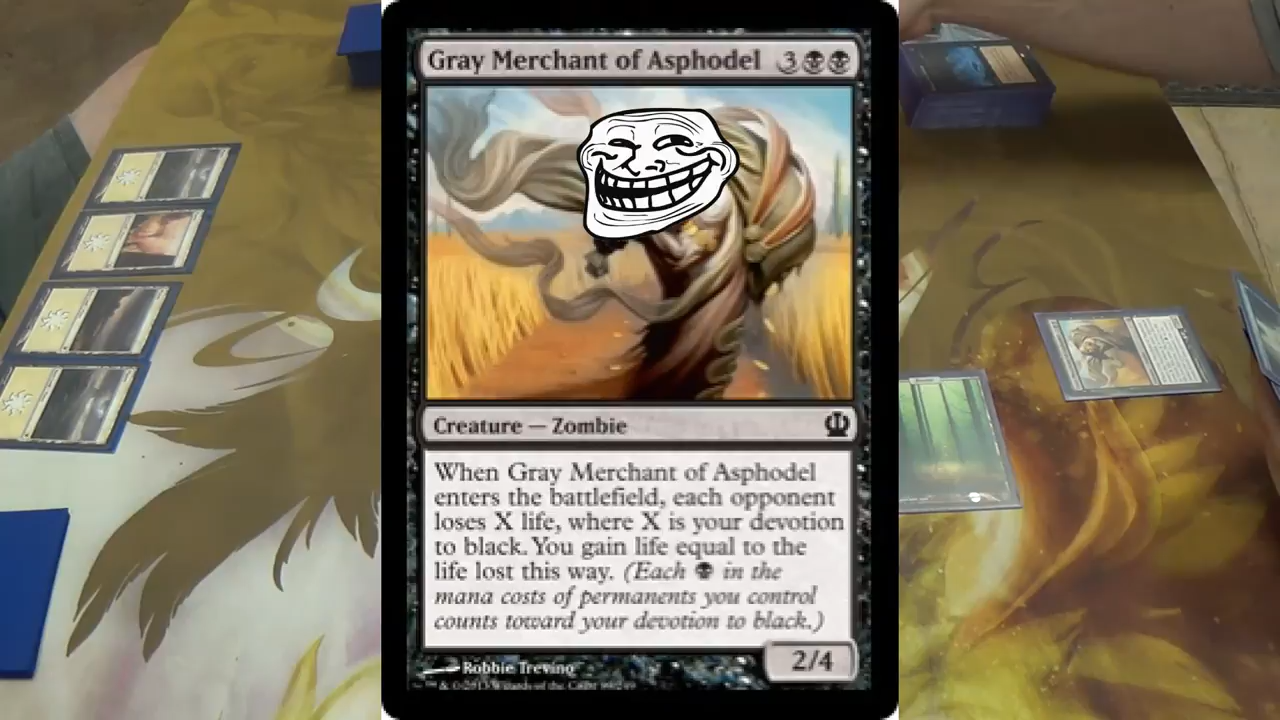 Gray Merchant of Asphodel 3
Creature — Zombie
When Gray Merchant of Asphodel
enters the battlefield, each opponent
loses X life, where X is your devotion
to black. You gain life equal to the
life lost this way. (Each in the
mana costs of permanents you control
counts toward your devotion to black.)
2/4
Robbie Trevino